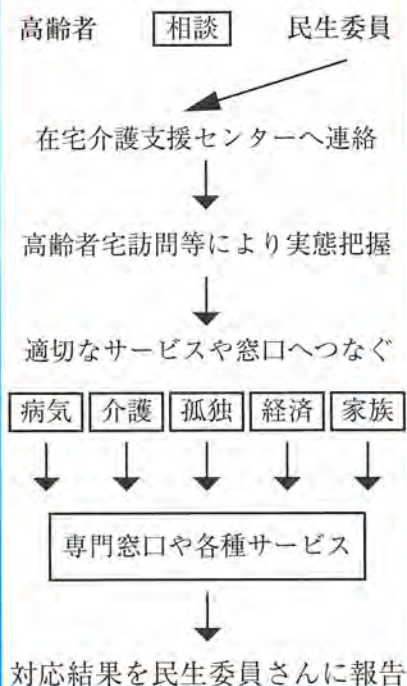 高齢者 相談 民生委員
在宅介護支援センターへ連絡
高齢者宅訪問等により実態把握
適切なサービスや窓口へつなぐ
病気 介護 孤独 経済 家族
専門窓口や各種サービス
対応結果を民生委員さんに報告